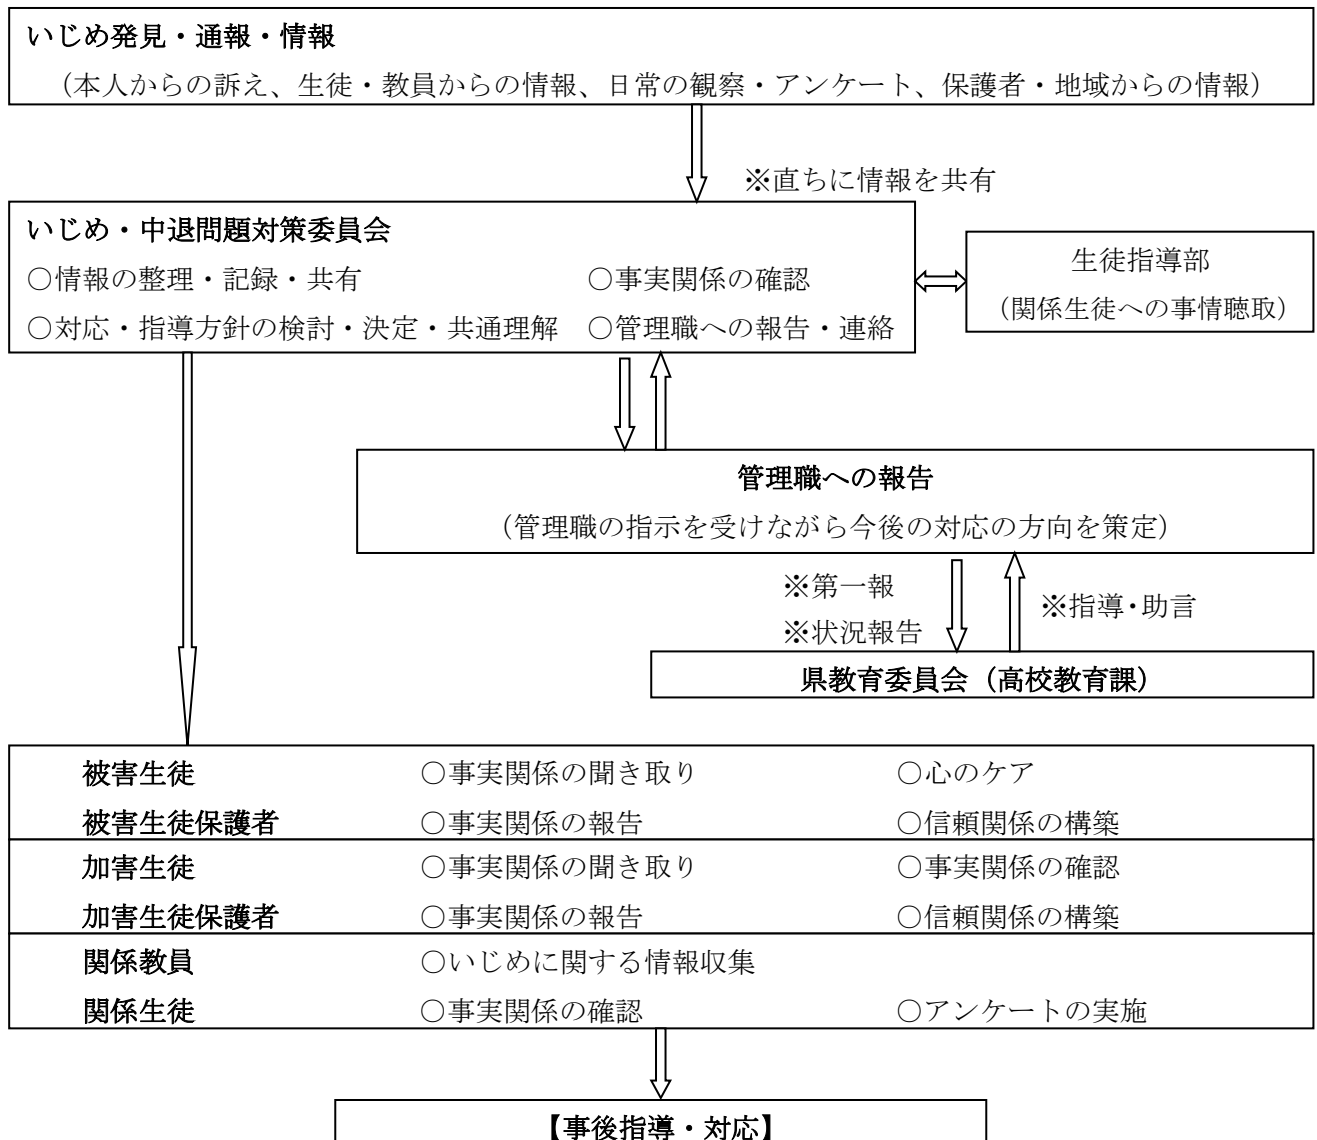 いじめ発見・通報・情報
（本人からの訴え、生徒・教員からの情報、日常の観察・アンケート、保護者・地域からの情報）
※直ちに情報を共有
いじめ・中退問題対策委員会
○情報の整理・記録・共有 ○事実関係の確認
○対応・指導方針の検討・決定・共通理解 ○管理職への報告・連絡
生徒指導部
（関係生徒への事情聴取）
管理職への報告
（管理職の指示を受けながら今後の対応の方向を策定）
※第一報
※状況報告
※指導・助言
県教育委員会（高校教育課）
被害生徒 ○事実関係の聞き取り ○心のケア
被害生徒保護者 ○事実関係の報告 ○信頼関係の構築
加害生徒 ○事実関係の聞き取り ○事実関係の確認
加害生徒保護者 ○事実関係の報告 ○信頼関係の構築
関係教員 ○いじめに関する情報収集
関係生徒 ○事実関係の確認 ○アンケートの実施
【事後指導・対応】